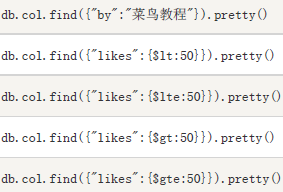 db.col.find({"by":"菜鸟教程"}).pretty()
db.col.find({"likes":{$lt:50}}).pretty()
db.col.find({"likes":{$lte:50}}).pretty()
db.col.find({"likes":{$gt:50}}).pretty()
db.col.find({"likes":{$gte:50}}).pretty()